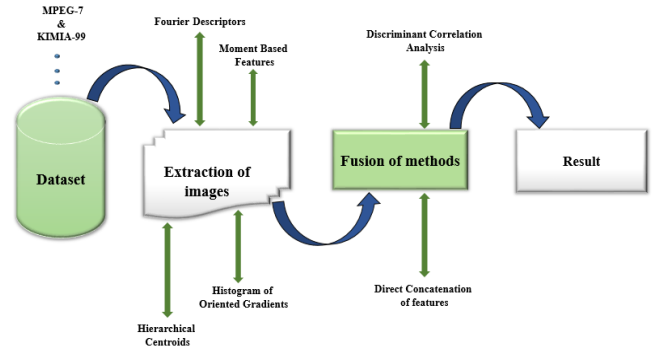 MPEG-7
&
KIMIA-99
Dataset
Fourier Descriptors
Moment Based
Features
Extraction of
images
Hierarchical
Centroids
Histogram of
Oriented Gradients
Discriminant Correlation
Analysis
Fusion of methods
Direct Concatenation
of features
Result